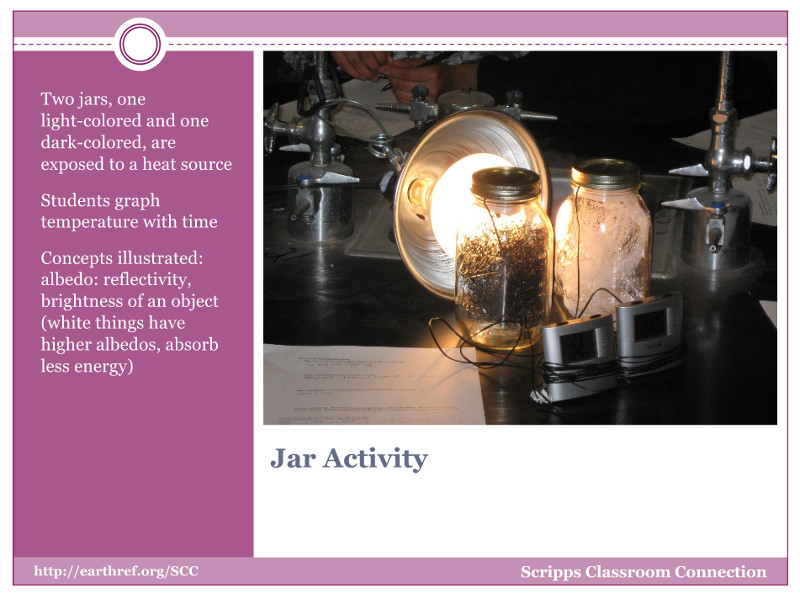 Two jars, one
light-colored and one
dark-colored, are
exposed to a heat source
Students graph
temperature with time
Concepts illustrated:
albedo: reflectivity,
brightness of an object
(white things have
higher albedos, absorb
less energy)
Jar Activity
http://earthref.org/SCC
Scripps Classroom Connection